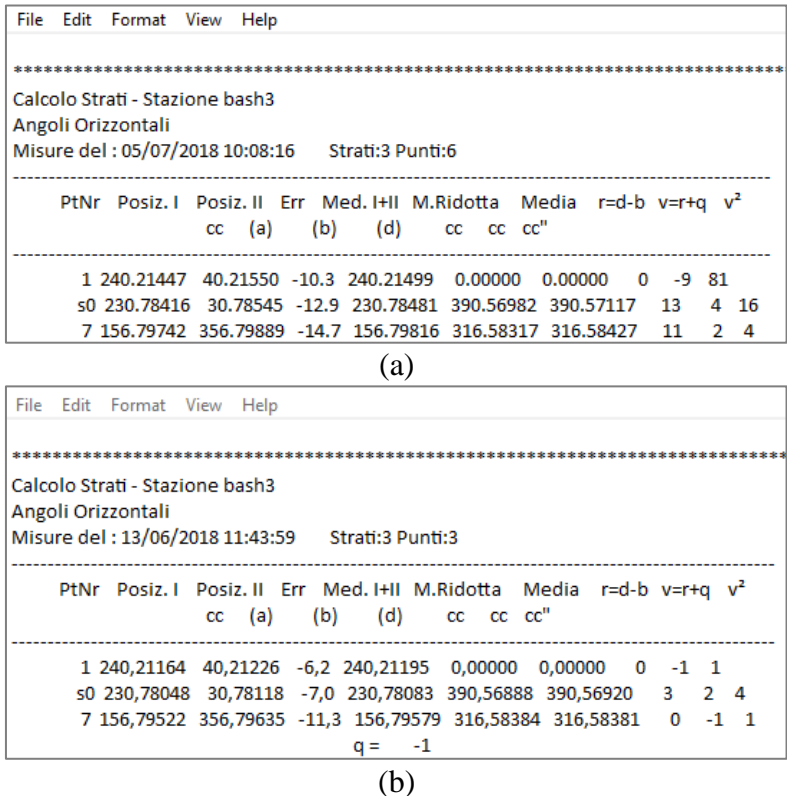 File Edit Format View Help
*****************************************************************************
Calcolo Strati - Stazione bash3
Angoli Orizzontali
Misure del : 05/07/2018 10:08:16 Strati:3 Punti:6
--------------------------------------------------------------------------------
PtNr Posiz. I Posiz. II Err Med. I+II M.Ridotta Media r=d-b v=r+q v²
cc (a) (b) (d) cc cc cc"
--------------------------------------------------------------------------------
1 240.21447 40.21550 -10.3 240.21499 0.00000 0.00000 0 -9 81
s0 230.78416 30.78545 -12.9 230.78481 390.56982 390.57117 13 4 16
7 156.79742 356.79889 -14.7 156.79816 316.58317 316.58427 11 2 4
(a)
File Edit Format View Help
*****************************************************************************
Calcolo Strati - Stazione bash3
Angoli Orizzontali
Misure del : 13/06/2018 11:43:59 Strati:3 Punti:3
--------------------------------------------------------------------------------
PtNr Posiz. I Posiz. II Err Med. I+II M.Ridotta Media r=d-b v=r+q v²
cc (a) (b) (d) cc cc cc"
--------------------------------------------------------------------------------
1 240,21164 40,21226 -6,2 240,21195 0,00000 0,00000 0 -1 1
s0 230,78048 30,78118 -7,0 230,78083 390,56888 390,56920 3 2 4
7 156,79522 356,79635 -11,3 156,79579 316,58384 316,58381 0 -1 1
q = -1
(b)